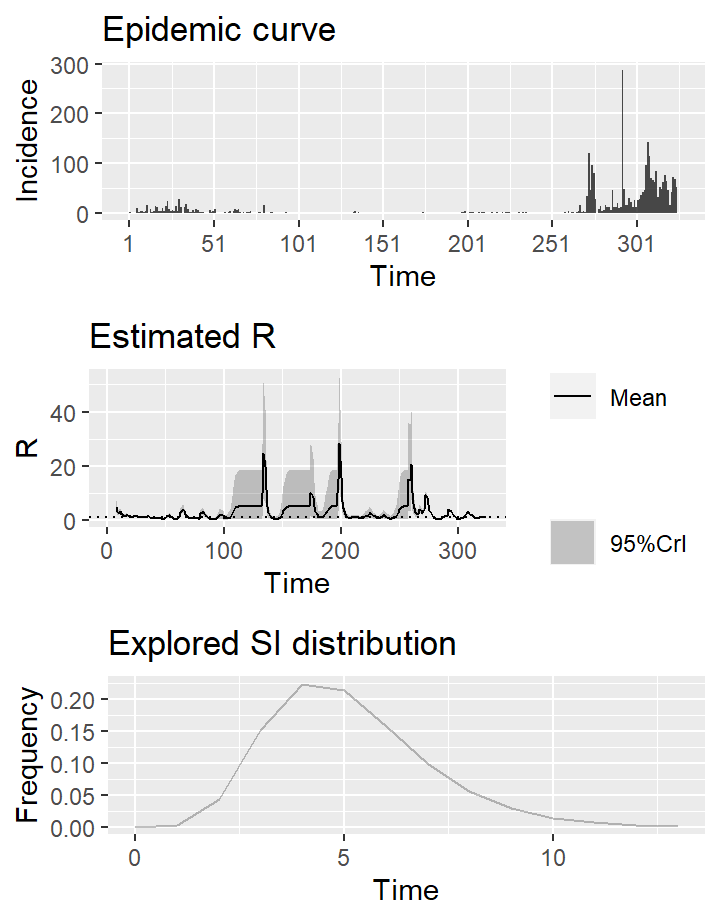 Epidemic curve
300
200
100
0
Incidence
1 51 101 151 201 251 301
Time
Estimated R
40
20
0
R
0 100 200 300
Time
Mean
95%CrI
Explored SI distribution
0.20
0.15
0.10
0.05
0.00
Frequency
0 5 10
Time